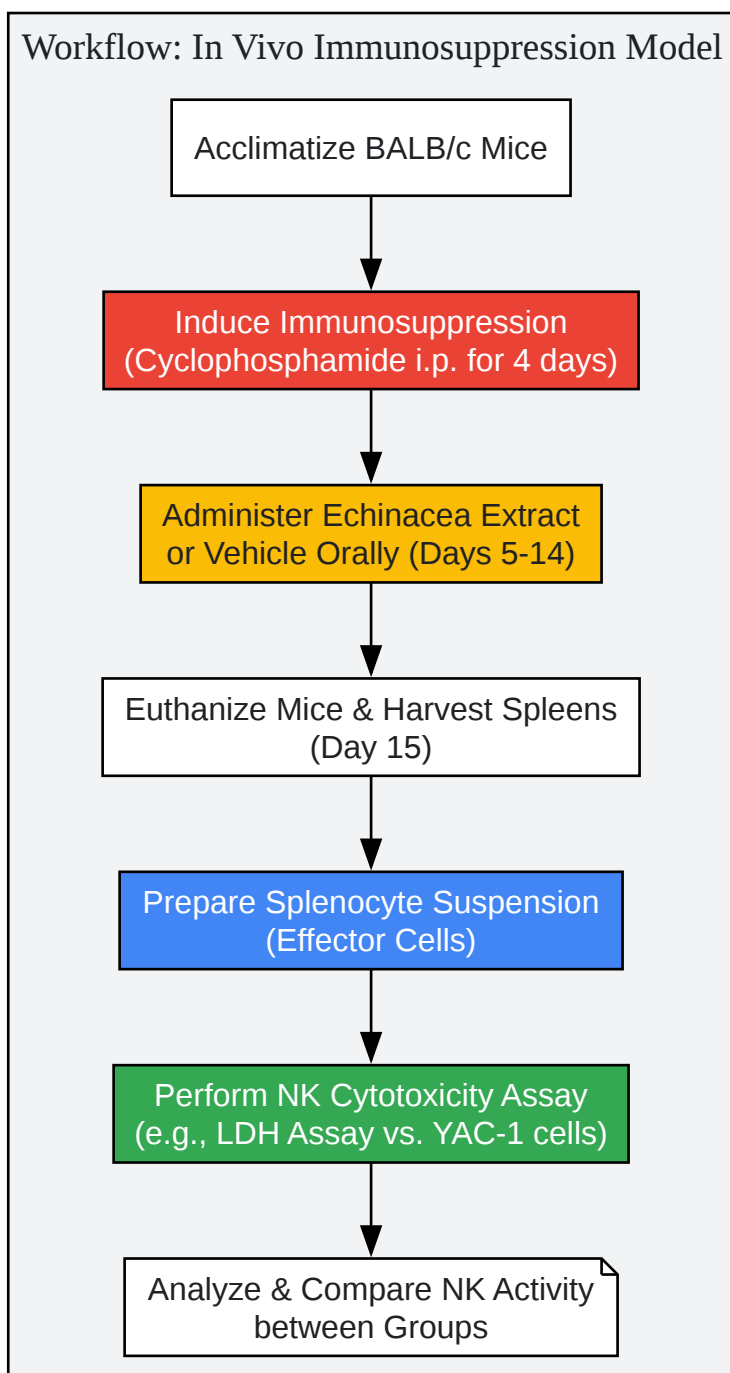 Workflow: In Vivo Immunosuppression Model
Acclimatize BALB/c Mice
Induce Immunosuppression
(Cyclophosphamide i.p. for 4 days)
Administer Echinacea Extract
or Vehicle Orally (Days 5-14)
Euthanize Mice & Harvest Spleens
(Day 15)
Prepare Splenocyte Suspension
(Effector Cells)
Perform NK Cytotoxicity Assay
(e.g., LDH Assay vs. YAC-1 cells)
Analyze & Compare NK Activity
between Groups